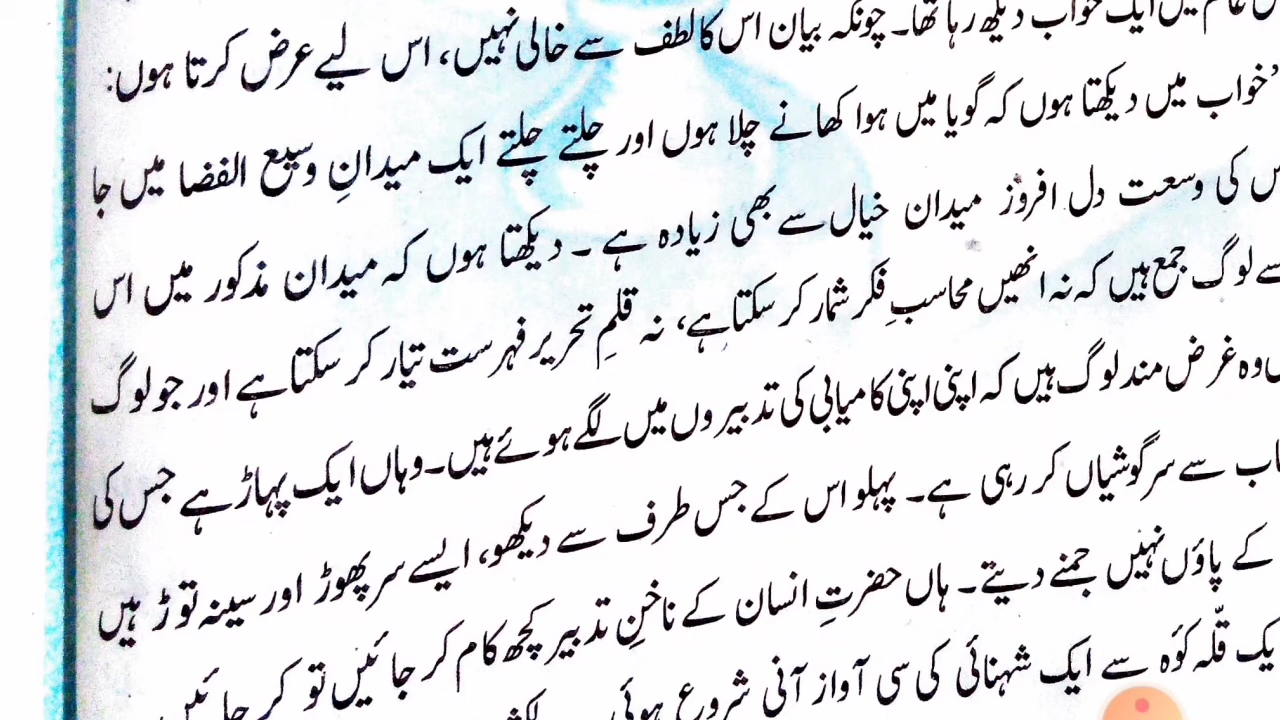 میں ایک خواب دیکھ رہا تھا۔ چونکہ بیان اس کا لطف سے خالی نہیں، اس لیے عرض کرتا ہوں:
’خواب میں دیکھتا ہوں کہ گویا میں ہوا کھانے چلا ہوں اور چلتے چلتے ایک میدانِ وسیع الفضا میں جا
کی وسعت دل افروز میدان خیال سے بھی زیادہ ہے ۔ دیکھتا ہوں کہ میدان مذکور میں اس
لوگ جمع ہیں کہ نہ انھیں محاسبِ فکر شمار کر سکتا ہے، نہ قلمِ تحریر فہرست تیار کر سکتا ہے اور جو لوگ
وہ غرض مند لوگ ہیں کہ اپنی اپنی کامیابی کی تدبیروں میں لگے ہوئے ہیں۔ وہاں ایک پہاڑ ہے جس کی
سے سرگوشیاں کر رہی ہے۔ پہلو اس کے جس طرف سے دیکھو، ایسے سر پھوڑ اور سینہ توڑ ہیں
کے پاؤں نہیں جمنے دیتے۔ ہاں حضرتِ انسان کے ناخنِ تدبیر کچھ کام کر جائیں تو کر جائیں
قلّہ کوٗہ سے ایک شہنائی کی سی آواز آنی شروع ہوئی